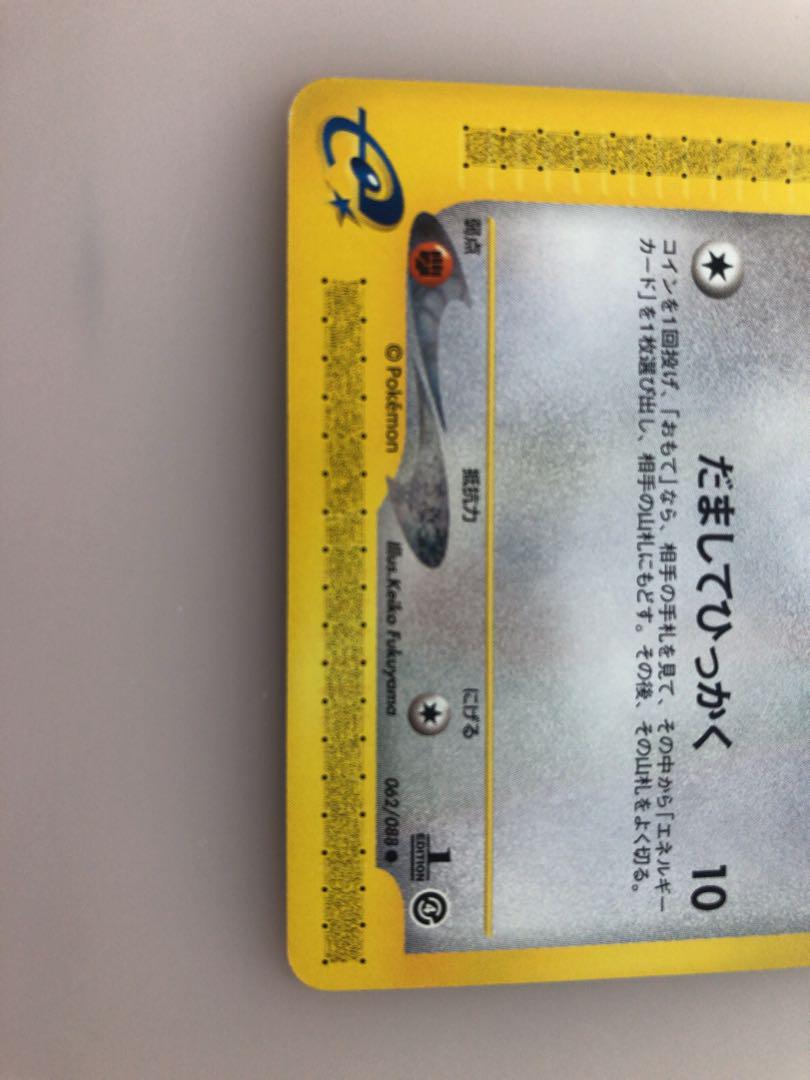 だましてひっかく 10
コインを1回投げ、「おもて」なら、相手の手札を見て、その中から「エネルギー
カード」を1枚選び出し、相手の山札にもどす。その後、その山札をよく切る。
弱点 抵抗力 にげる
© Pokémon Illus. Keiko Fukuyama 062/088 ●
1 EDITION